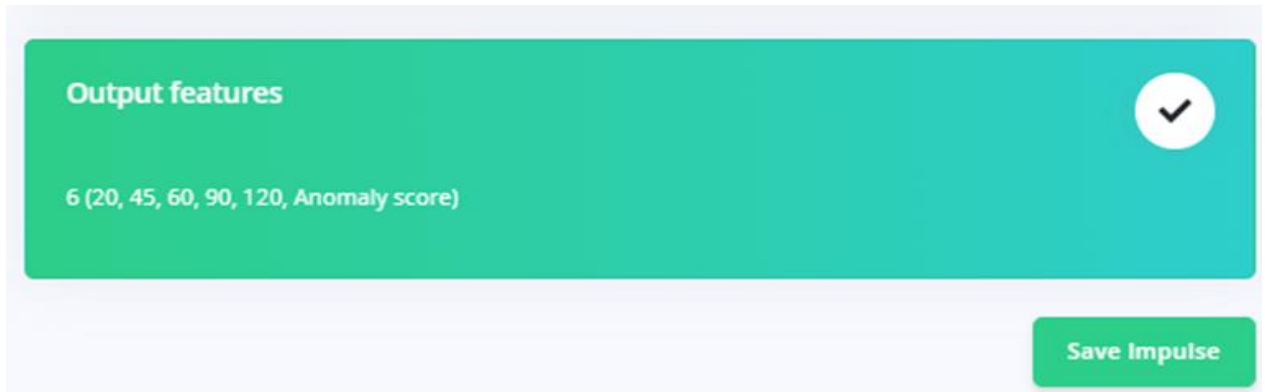 Output features
6 (20, 45, 60, 90, 120, Anomaly score)
Save Impulse